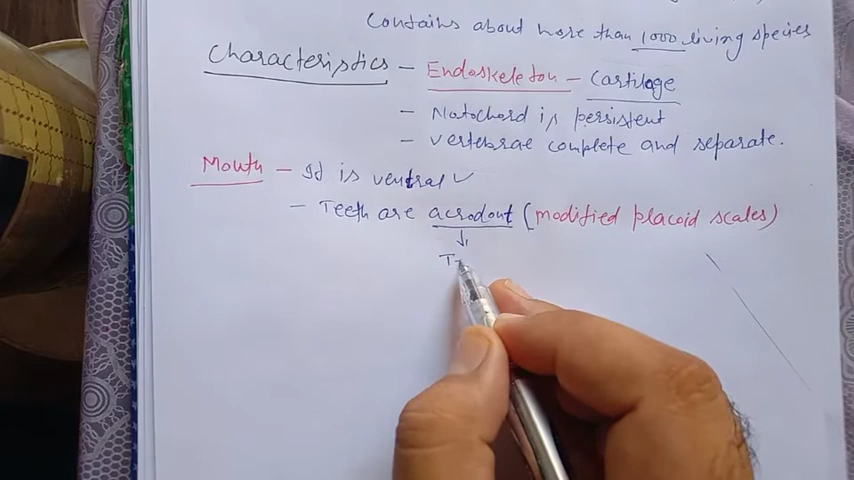 Contains about more than 1000 living species
Characteristics - Endoskeleton - Cartilage
- Notochord is persistent
- Vertebrae complete and separate.
Mouth - It is ventral ✓
- Teeth are acrodont (modified placoid scales)
↓
T